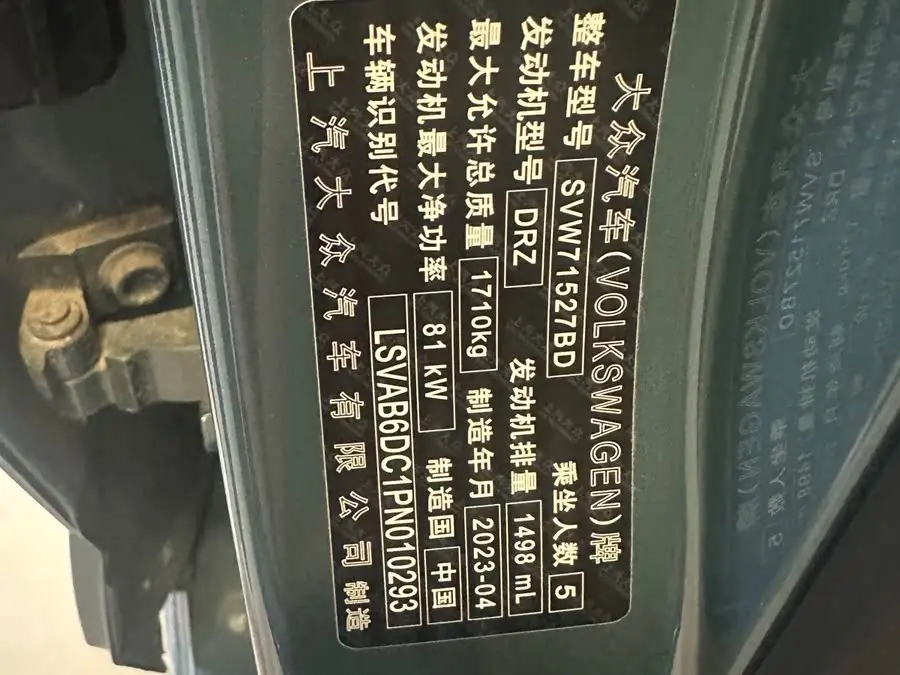 大众汽车(VOLKSWAGEN)牌
整车型号 SVW71527BD 乘坐人数 5
发动机型号 DRZ 发动机排量 1498 mL
最大允许总质量 1710kg 制造年月 2023-04
发动机最大净功率 81 kW 制造国 中国
车辆识别代号 LSVAB6DC1PN010293
上汽大众汽车有限公司 制造